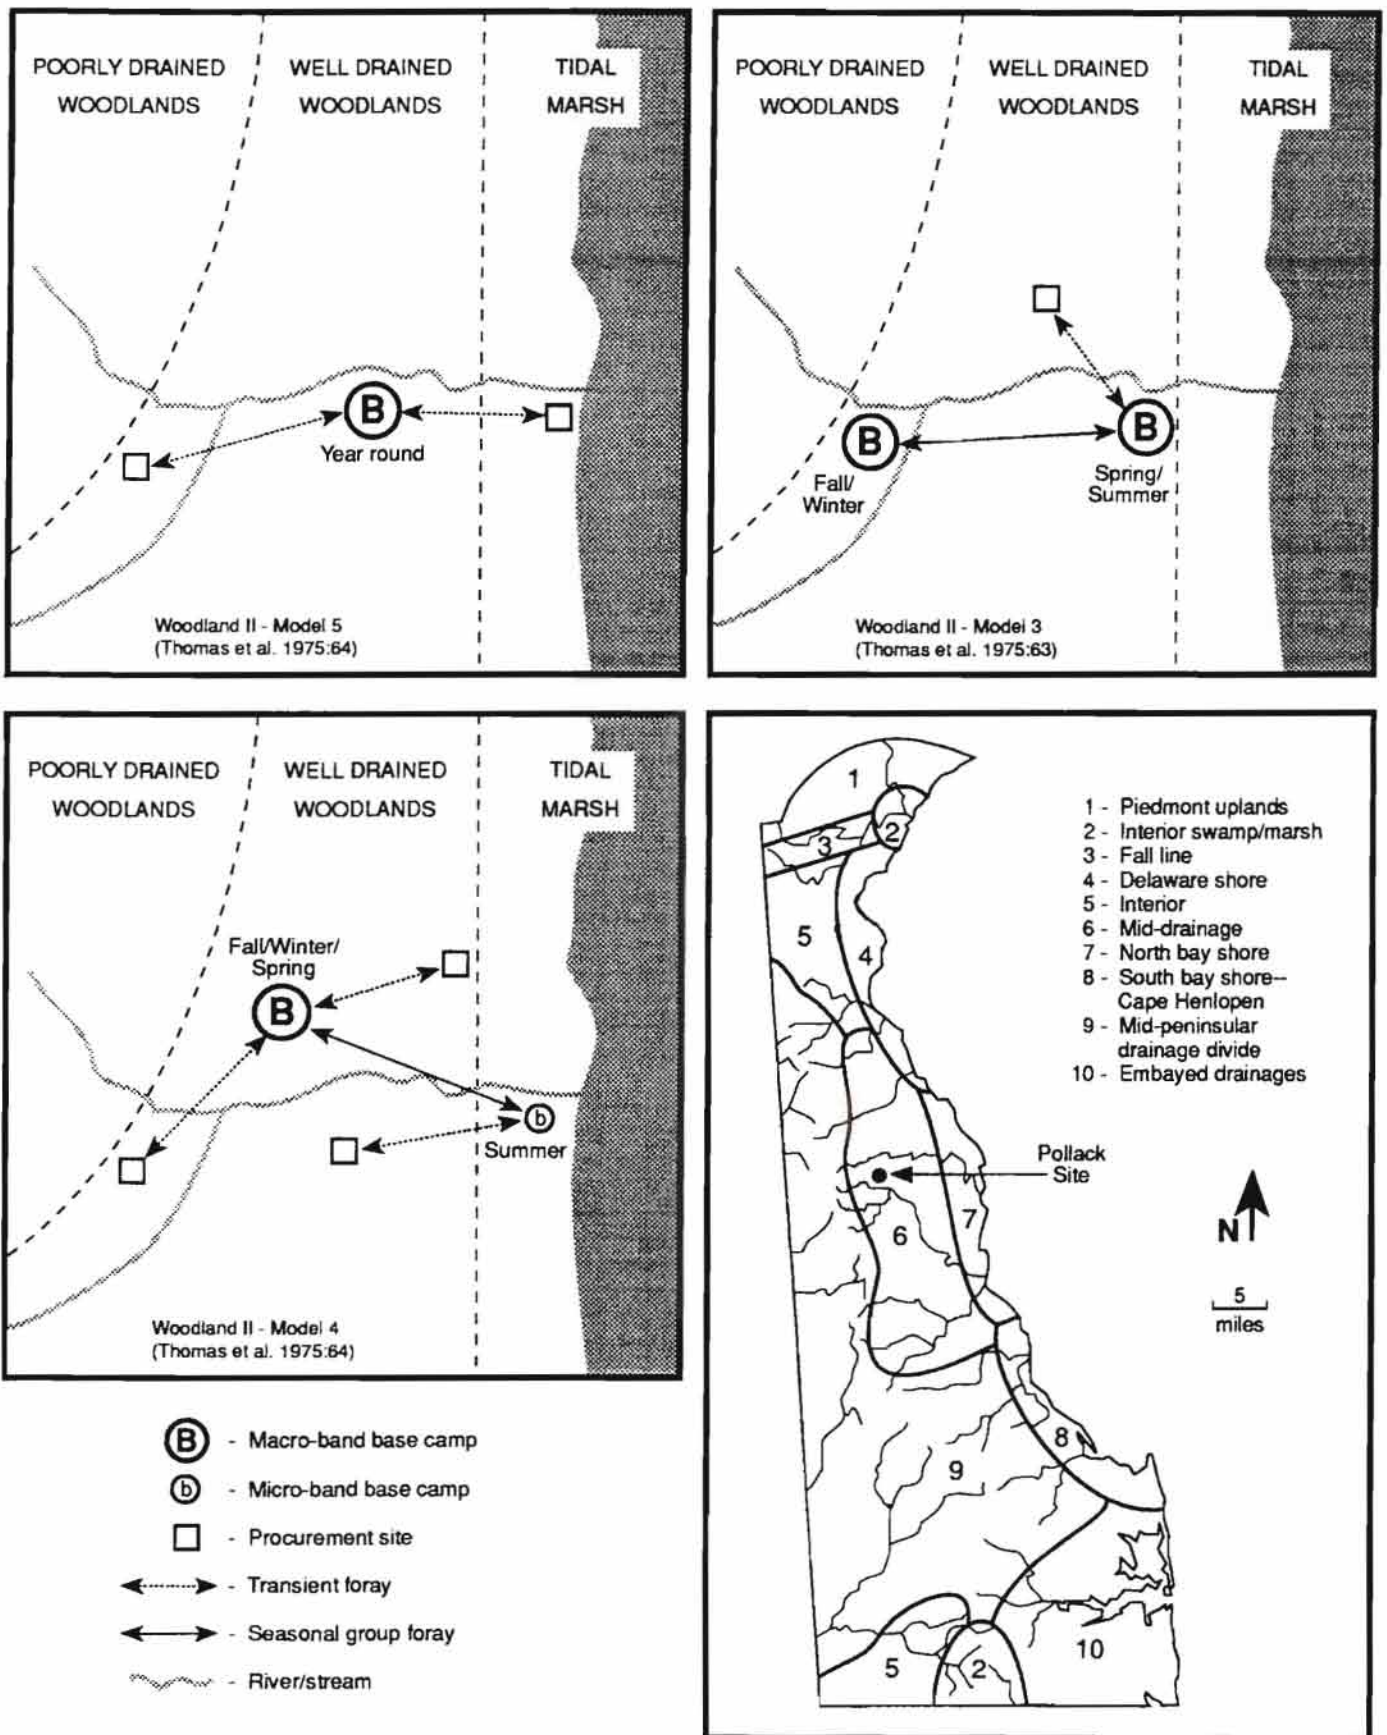 POORLY DRAINED
WOODLANDS
WELL DRAINED
WOODLANDS
TIDAL
MARSH
B
Year round
Woodland II - Model 5
(Thomas et al. 1975:64)
POORLY DRAINED
WOODLANDS
WELL DRAINED
WOODLANDS
TIDAL
MARSH
B
Fall/
Winter
B
Spring/
Summer
Woodland II - Model 3
(Thomas et al. 1975:63)
POORLY DRAINED
WOODLANDS
WELL DRAINED
WOODLANDS
TIDAL
MARSH
Fall/Winter/
Spring
B
b
Summer
Woodland II - Model 4
(Thomas et al. 1975:64)
B - Macro-band base camp
b - Micro-band base camp
- Procurement site
- Transient foray
- Seasonal group foray
- River/stream
1
2
3
5
4
6
7
8
9
5
2
10
1 - Piedmont uplands
2 - Interior swamp/marsh
3 - Fall line
4 - Delaware shore
5 - Interior
6 - Mid-drainage
7 - North bay shore
8 - South bay shore--
Cape Henlopen
9 - Mid-peninsular
drainage divide
10 - Embayed drainages
Pollack
Site
N
5
miles